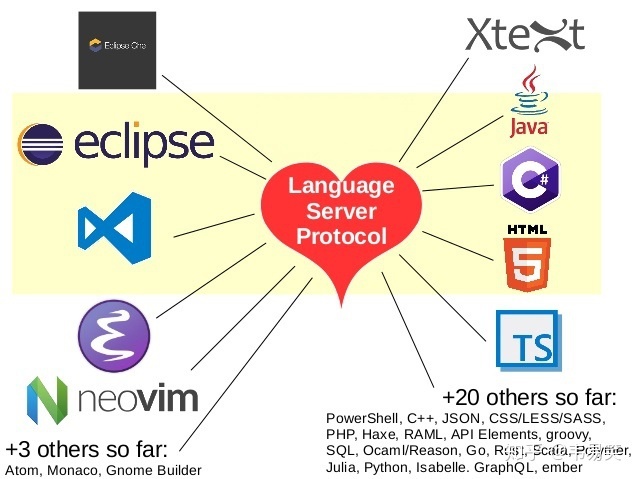 Eclipse Che
Xtext
Java
eclipse
Language
Server
Protocol
C#
HTML
5
TS
neovim
+20 others so far:
PowerShell, C++, JSON, CSS/LESS/SASS,
PHP, Haxe, RAML, API Elements, groovy,
SQL, Ocaml/Reason, Go, Rust, Scala, Polymer,
Julia, Python, Isabelle. GraphQL, ember
+3 others so far:
Atom, Monaco, Gnome Builder
知乎